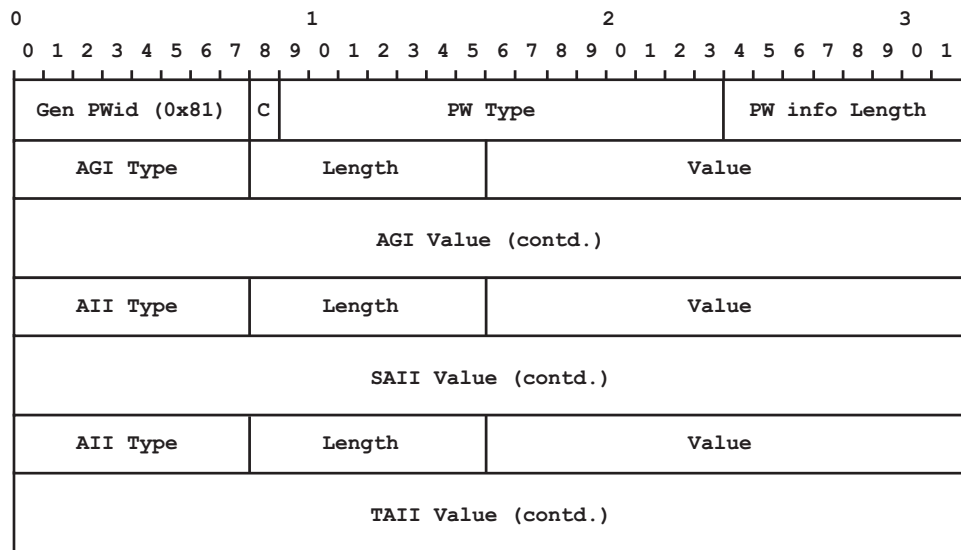 0 1 2 3
0 1 2 3 4 5 6 7 8 9 0 1 2 3 4 5 6 7 8 9 0 1 2 3 4 5 6 7 8 9 0 1
Gen PWid (0x81) C PW Type PW info Length
AGI Type Length Value
AGI Value (contd.)
AII Type Length Value
SAII Value (contd.)
AII Type Length Value
TAII Value (contd.)